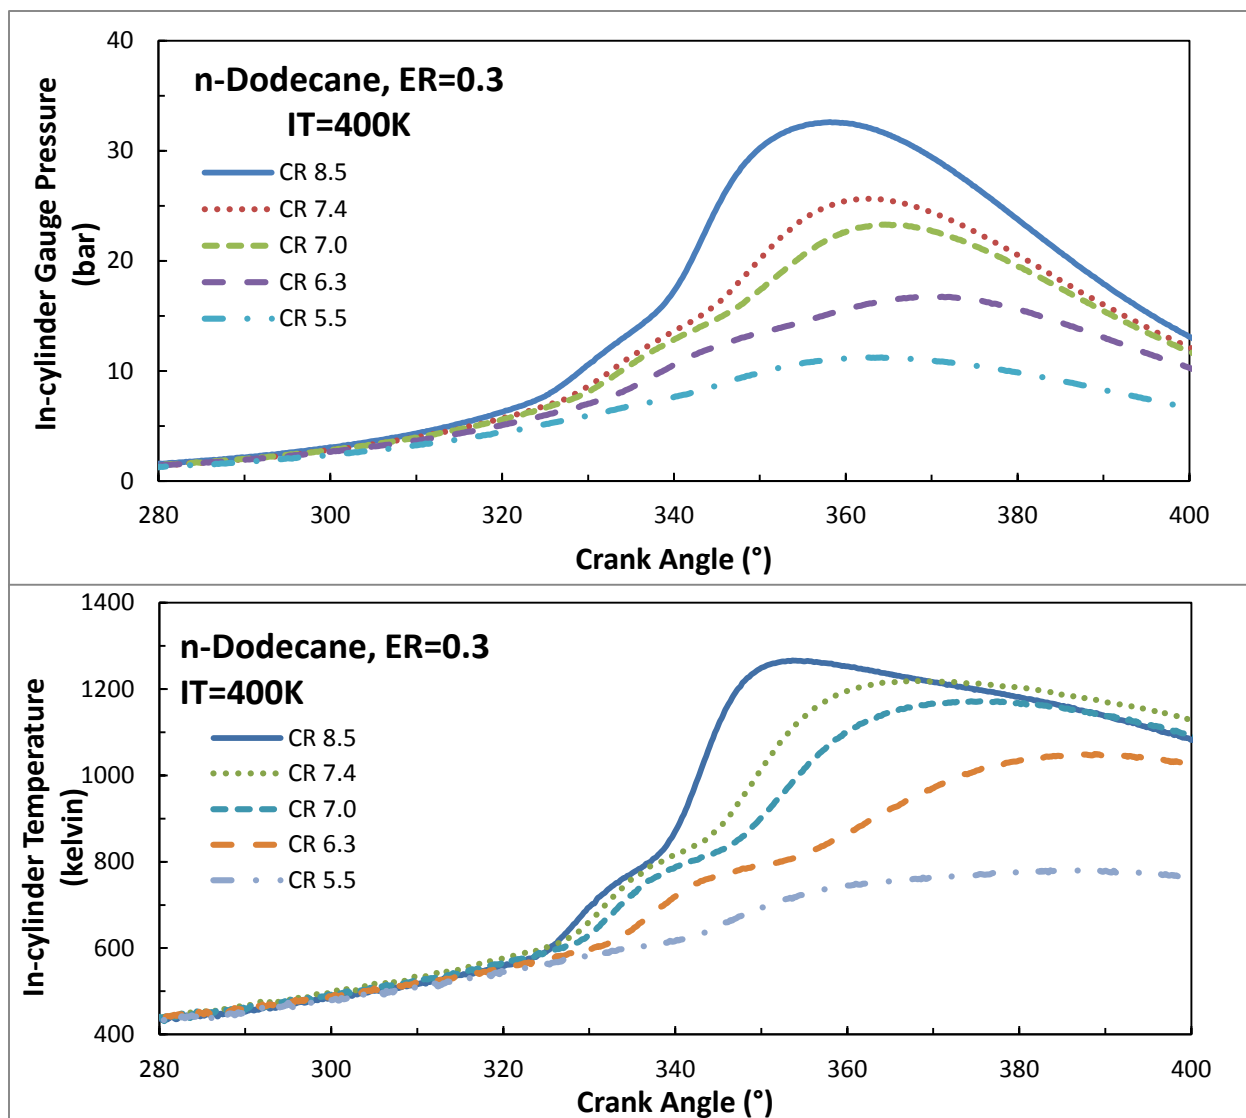 n-Dodecane, ER=0.3
IT=400K
CR 8.5
CR 7.4
CR 7.0
CR 6.3
CR 5.5
In-cylinder Gauge Pressure
(bar)
40
30
20
10
0
280
300
320
340
360
380
400
Crank Angle (°)
n-Dodecane, ER=0.3
IT=400K
CR 8.5
CR 7.4
CR 7.0
CR 6.3
CR 5.5
In-cylinder Temperature
(kelvin)
1400
1200
1000
800
600
400
280
300
320
340
360
380
400
Crank Angle (°)